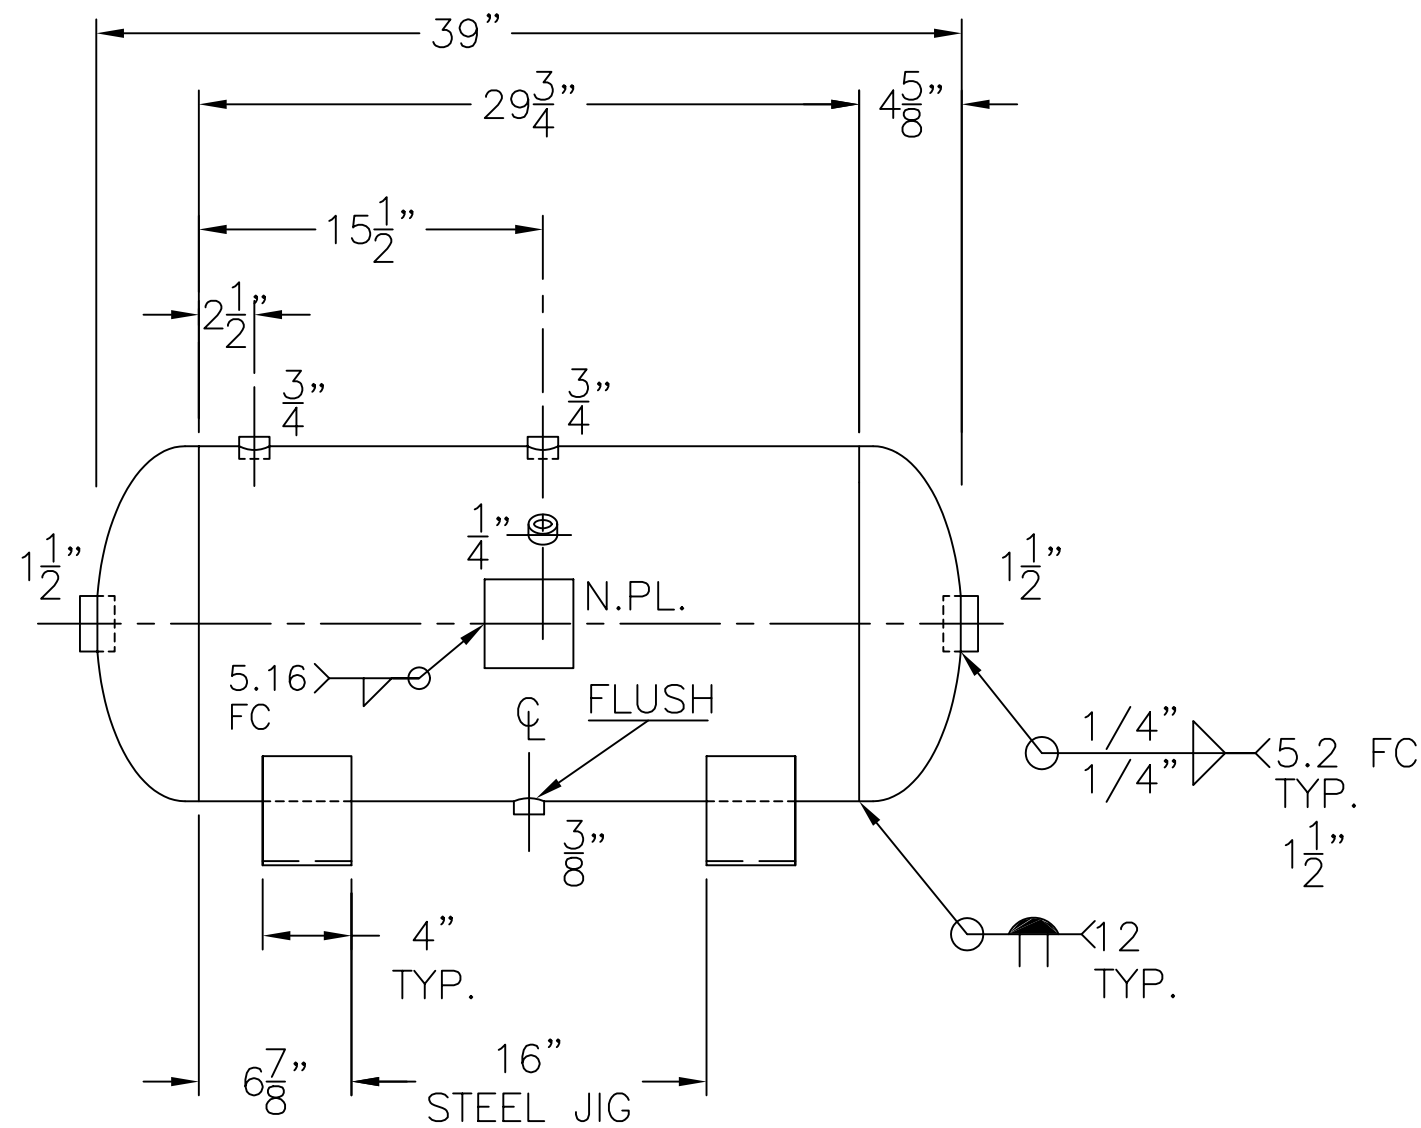 39”
29 3/4”
4 5/8”
15 1/2”
2 1/2”
3/4”
3/4”
1/4”
1 1/2”
1 1/2”
N.PL.
5.16
FC
FLUSH
℄
1/4”
1/4”
5.2 FC
TYP.
1 1/2”
3/8”
4”
TYP.
12
TYP.
6 7/8”
16”
STEEL JIG